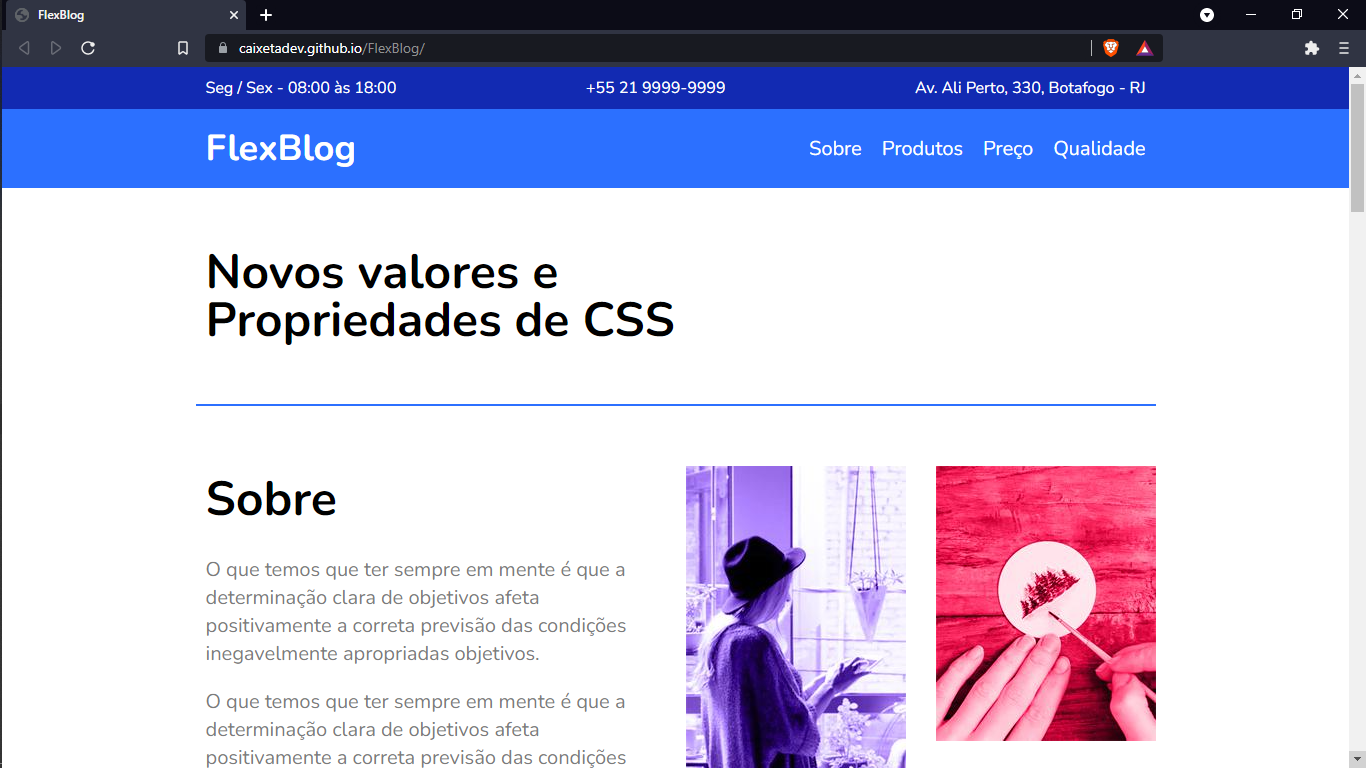 FlexBlog
caixetadev.github.io/FlexBlog/
Seg / Sex - 08:00 às 18:00
+55 21 9999-9999
Av. Ali Perto, 330, Botafogo - RJ
FlexBlog
Sobre Produtos Preço Qualidade
Novos valores e
Propriedades de CSS
Sobre
O que temos que ter sempre em mente é que a
determinação clara de objetivos afeta
positivamente a correta previsão das condições
inegavelmente apropriadas objetivos.
O que temos que ter sempre em mente é que a
determinação clara de objetivos afeta
positivamente a correta previsão das condições